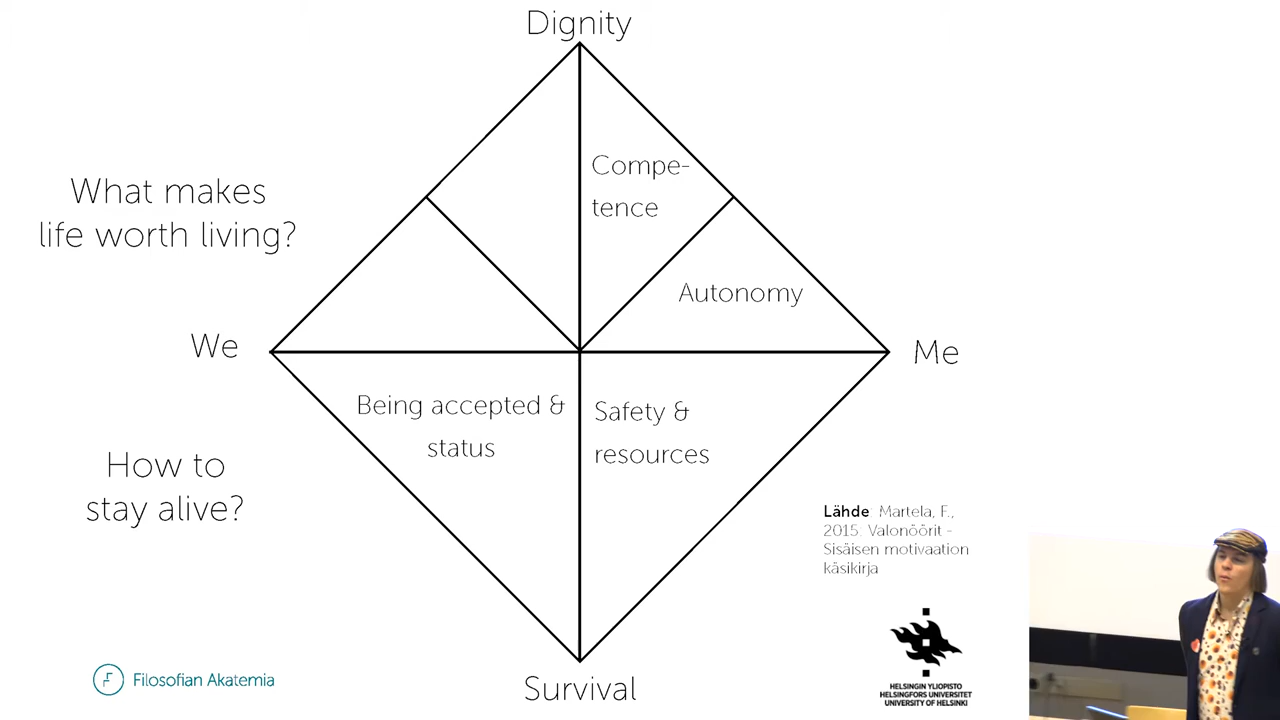 Dignity
Compe-
tence
What makes
life worth living?
Autonomy
We
Me
Being accepted &
status
Safety &
resources
How to
stay alive?
Lähde Martela, F.,
2015: Valonöörit -
Sisäisen motivaation
käsikirja
Survival
F Filosofian Akatemia
HELSINGIN YLIOPISTO
HELSINGFORS UNIVERSITET
UNIVERSITY OF HELSINKI